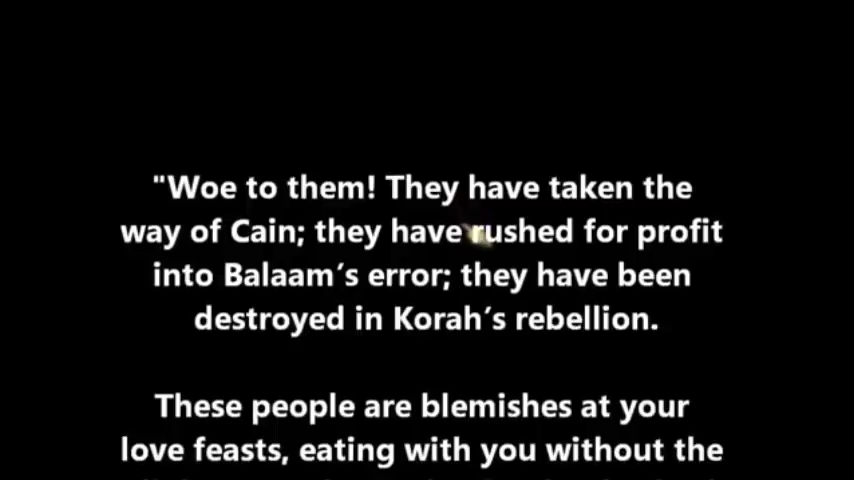 "Woe to them! They have taken the
way of Cain; they have rushed for profit
into Balaam′s error; they have been
destroyed in Korah′s rebellion.
These people are blemishes at your
love feasts, eating with you without the